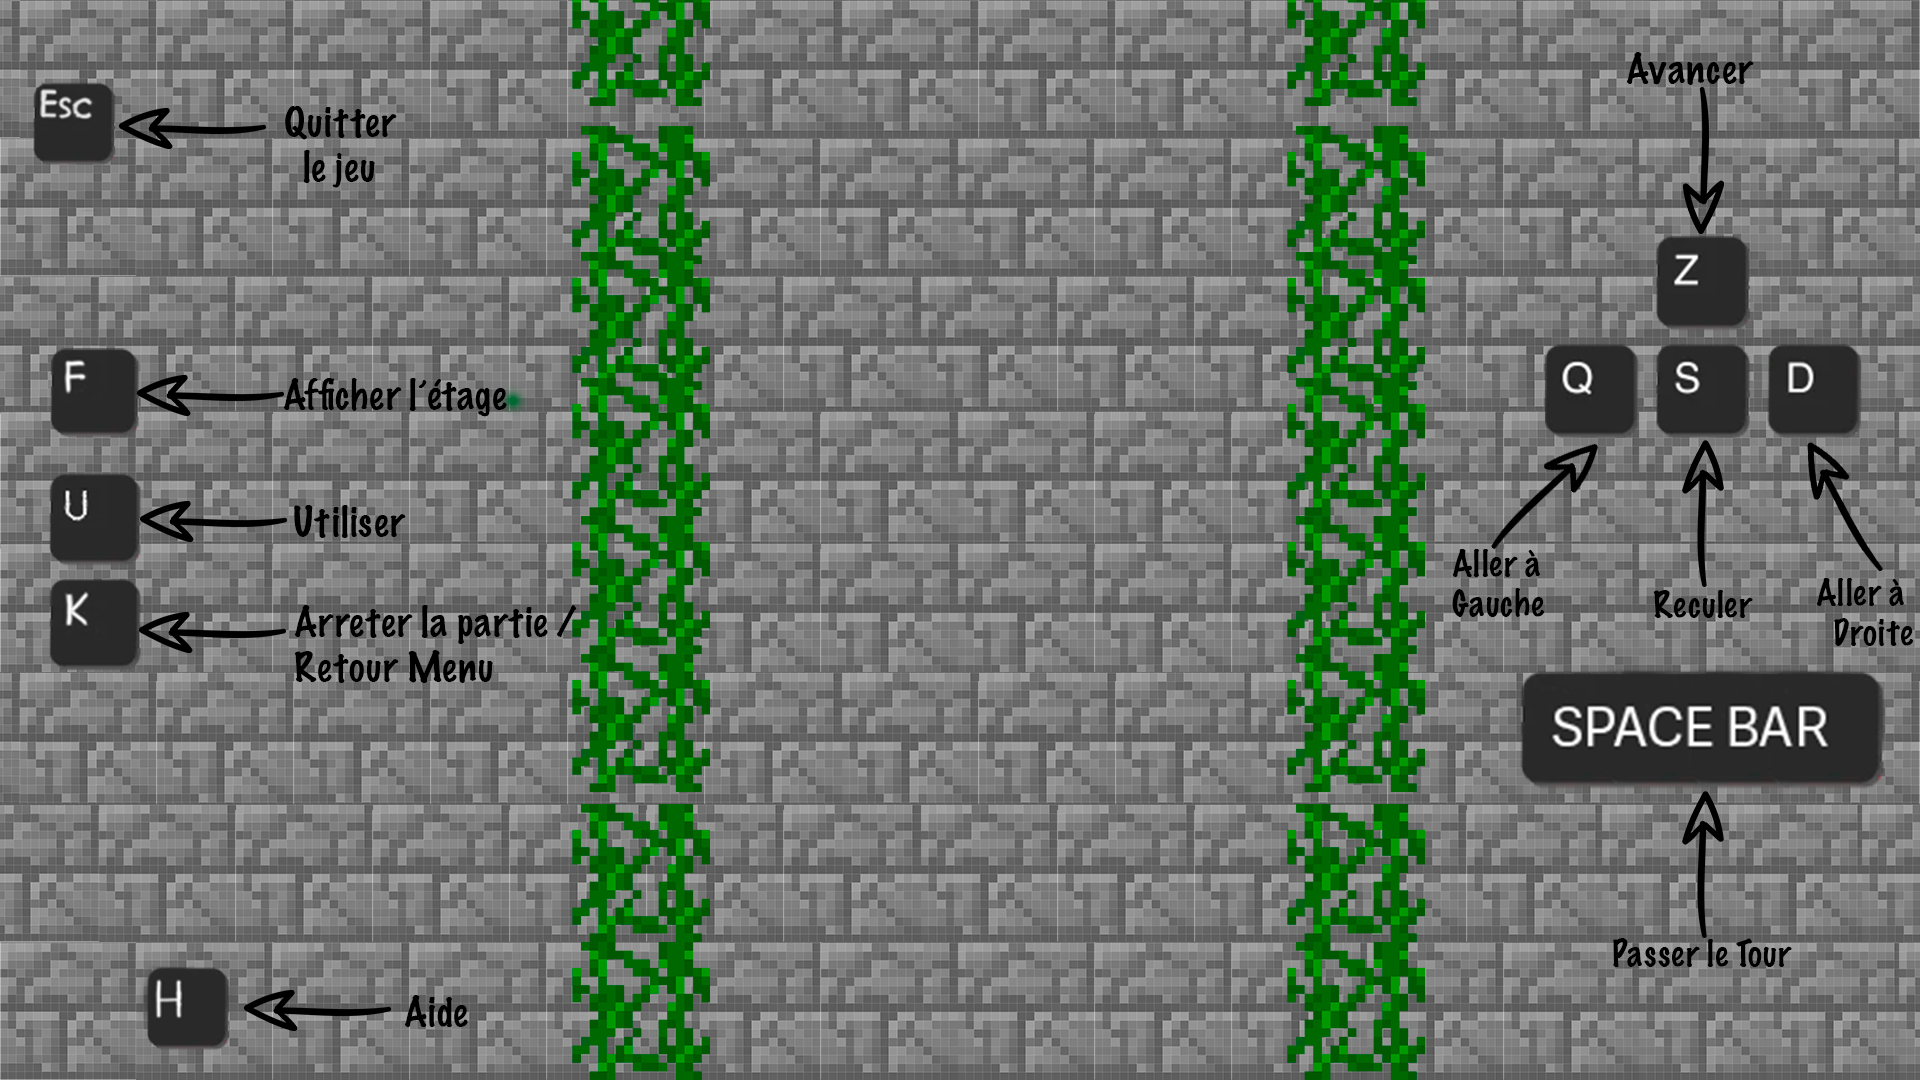 Esc
Quitter
le jeu
F
Afficher l'étage
U
Utiliser
K
Arreter la partie /
Retour Menu
H
Aide
Avancer
Z
Q
S
D
Aller à
Gauche
Reculer
Aller à
Droite
SPACE BAR
Passer le Tour